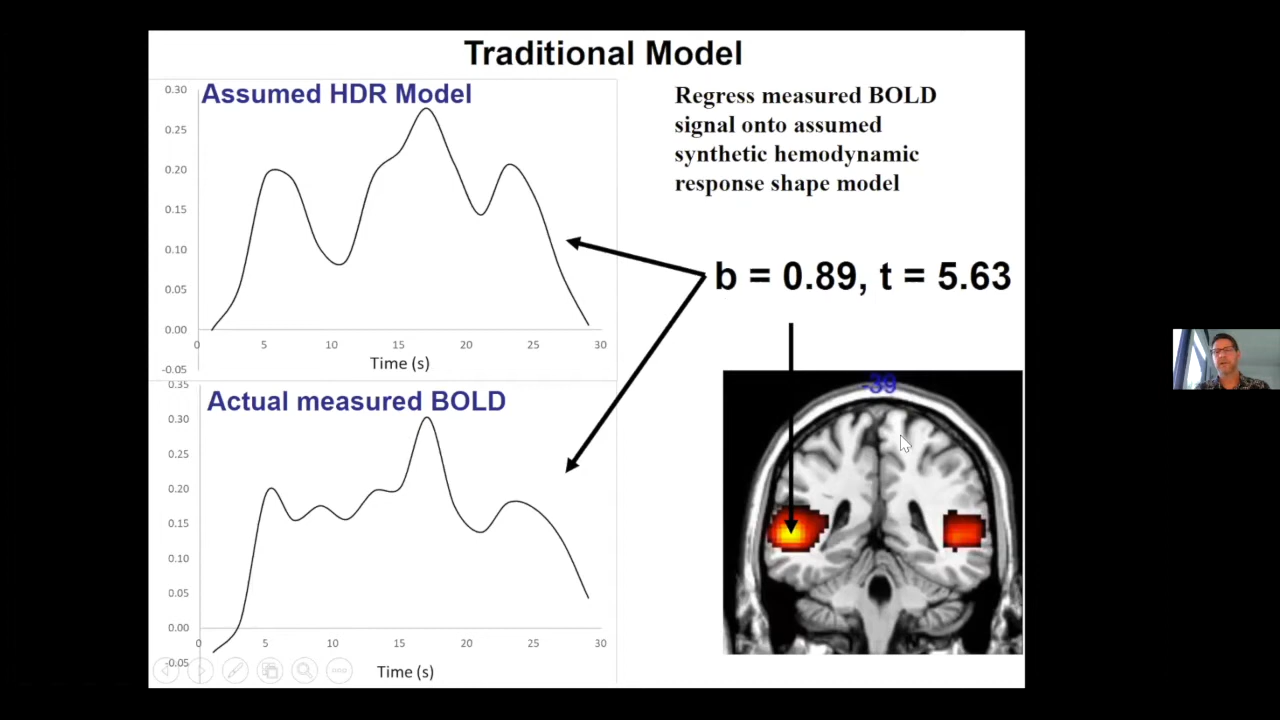 Traditional Model
Assumed HDR Model
0.30
0.25
0.20
0.15
0.10
0.05
0.00
-0.05
0 5 10 15 20 25 30
Time (s)
Actual measured BOLD
0.35
0.30
0.25
0.20
0.15
0.10
0.05
0.00
-0.05
0 5 10 15 20 25 30
Time (s)
Regress measured BOLD
signal onto assumed
synthetic hemodynamic
response shape model
b = 0.89, t = 5.63
-39